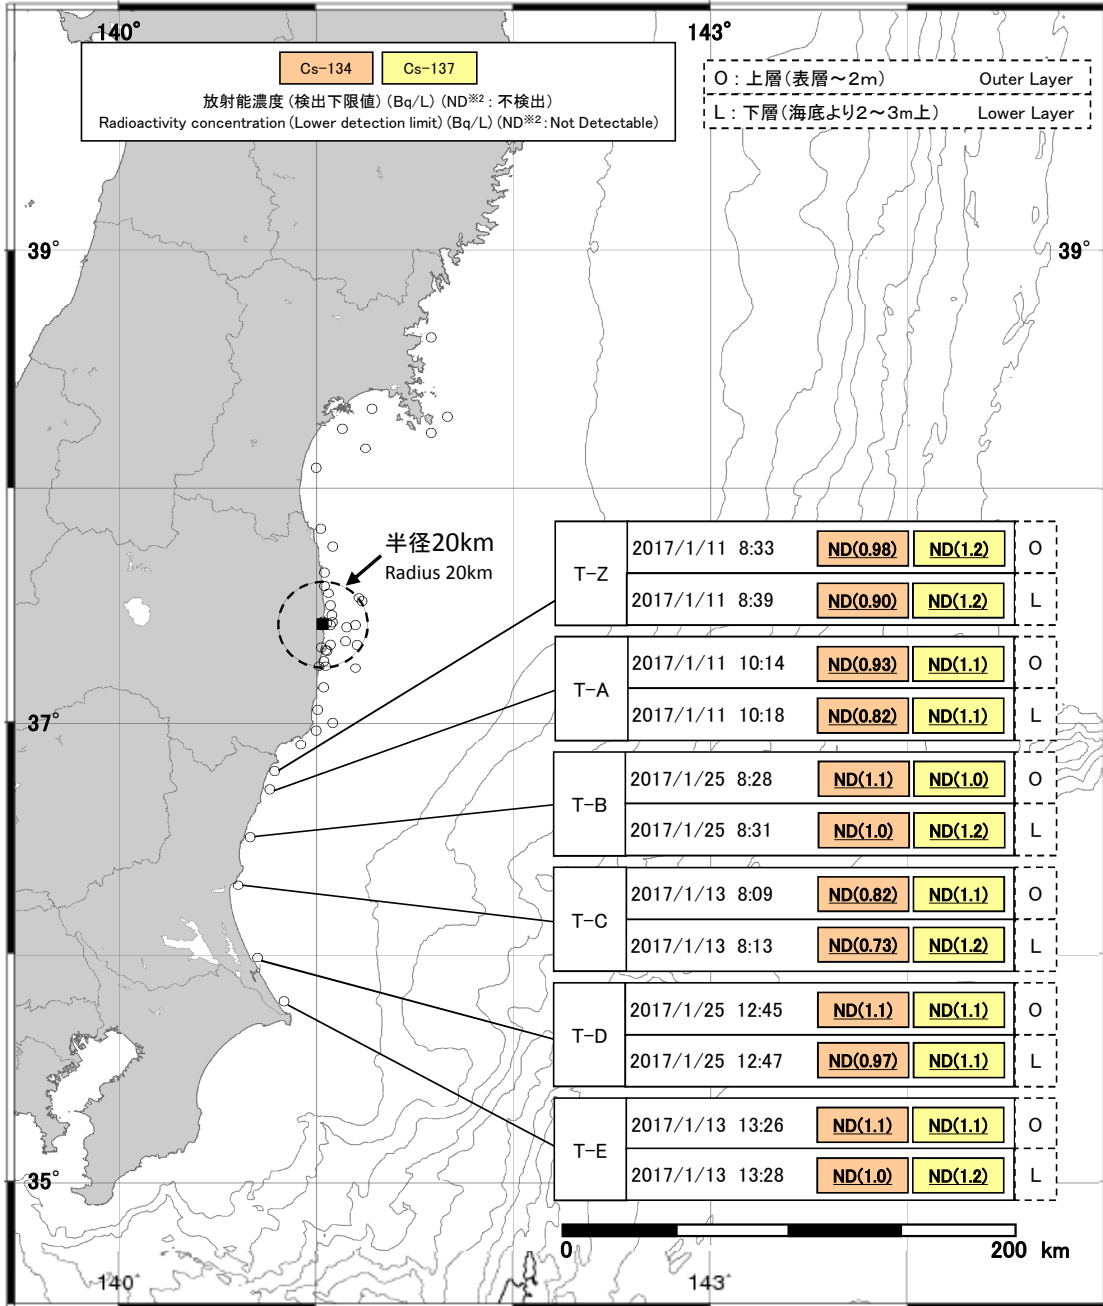 140°
143°
Cs-134 Cs-137
放射能濃度(検出下限値)(Bq/L)(ND※2:不検出)
Radioactivity concentration(Lower detection limit)(Bq/L)(ND※2:Not Detectable)
O:上層(表層～2m) Outer Layer
L:下層(海底より2～3m上) Lower Layer
39°
39°
半径20km
Radius 20km
T-Z
2017/1/11 8:33 ND(0.98) ND(1.2) O
2017/1/11 8:39 ND(0.90) ND(1.2) L
T-A
2017/1/11 10:14 ND(0.93) ND(1.1) O
2017/1/11 10:18 ND(0.82) ND(1.1) L
37°
T-B
2017/1/25 8:28 ND(1.1) ND(1.0) O
2017/1/25 8:31 ND(1.0) ND(1.2) L
T-C
2017/1/13 8:09 ND(0.82) ND(1.1) O
2017/1/13 8:13 ND(0.73) ND(1.2) L
T-D
2017/1/25 12:45 ND(1.1) ND(1.1) O
2017/1/25 12:47 ND(0.97) ND(1.1) L
T-E
2017/1/13 13:26 ND(1.1) ND(1.1) O
2017/1/13 13:28 ND(1.0) ND(1.2) L
35°
0 200 km
140°
143°